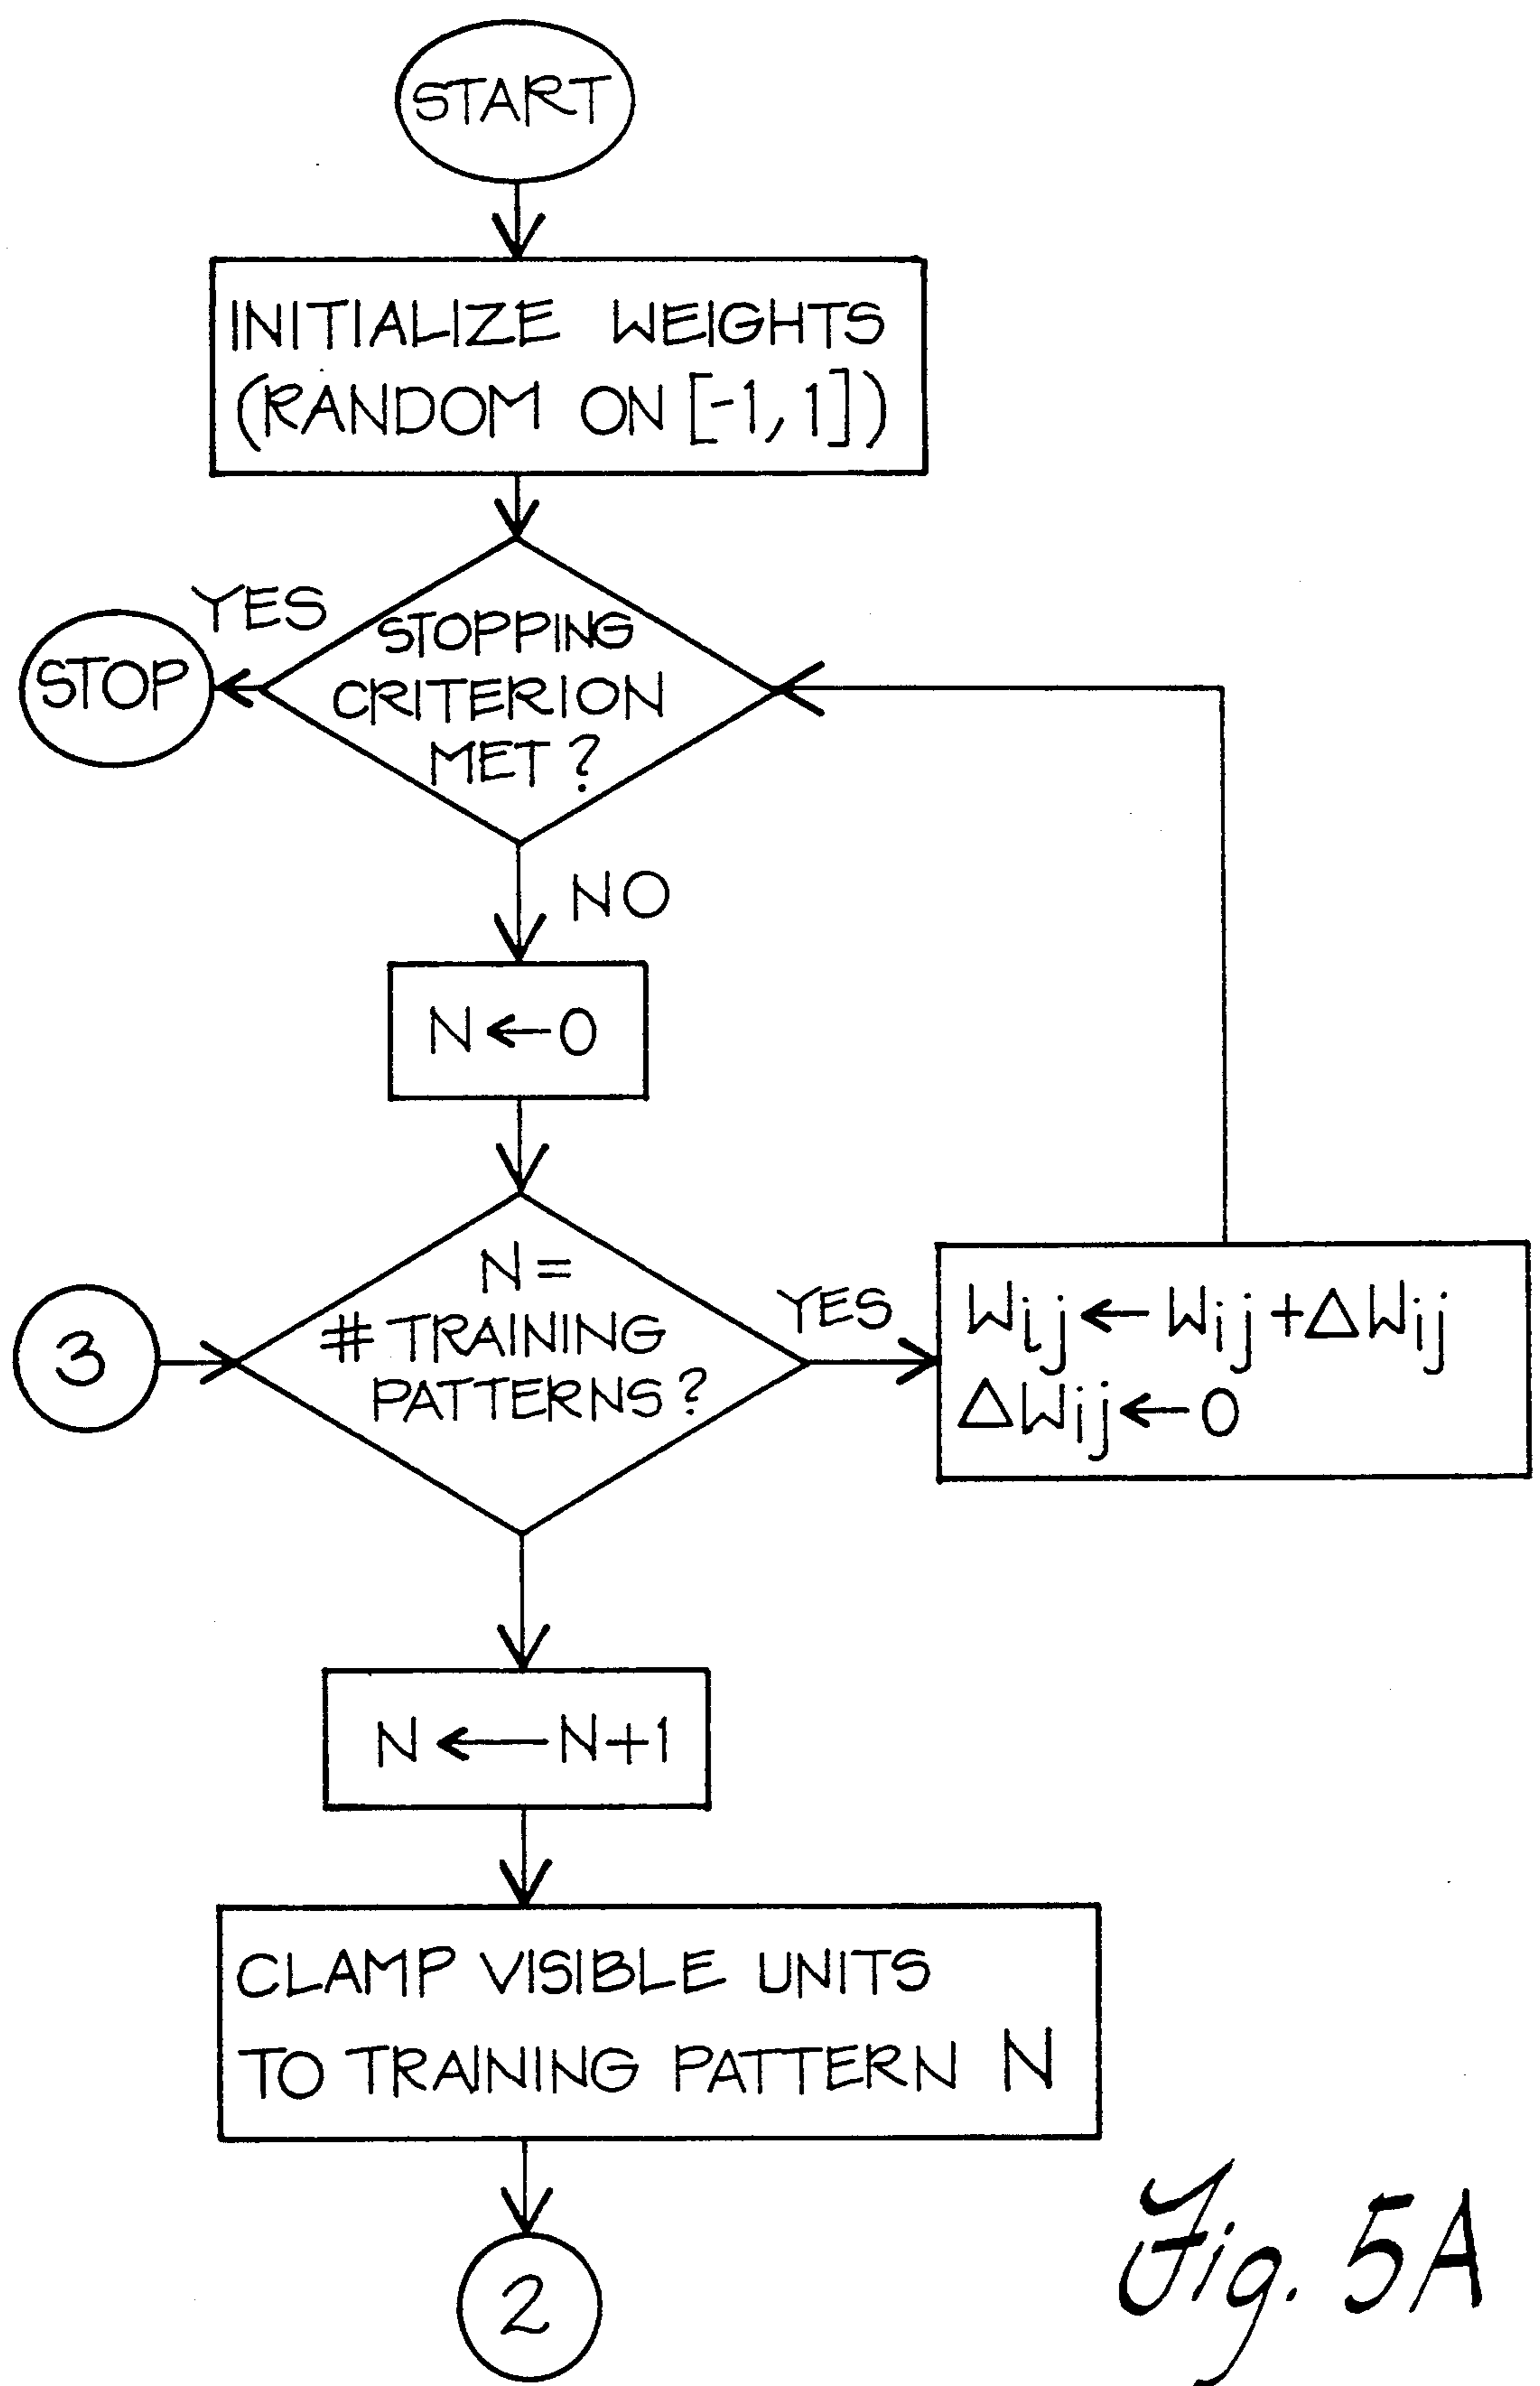 START
INITIALIZE WEIGHTS
(RANDOM ON [-1, 1])
YES
STOP
STOPPING
CRITERION
MET?
NO
N←0
N=
# TRAINING
PATTERNS?
3
YES
Wij←Wij+ΔWij
ΔWij←0
N←N+1
CLAMP VISIBLE UNITS
TO TRAINING PATTERN N
2
Fig. 5A